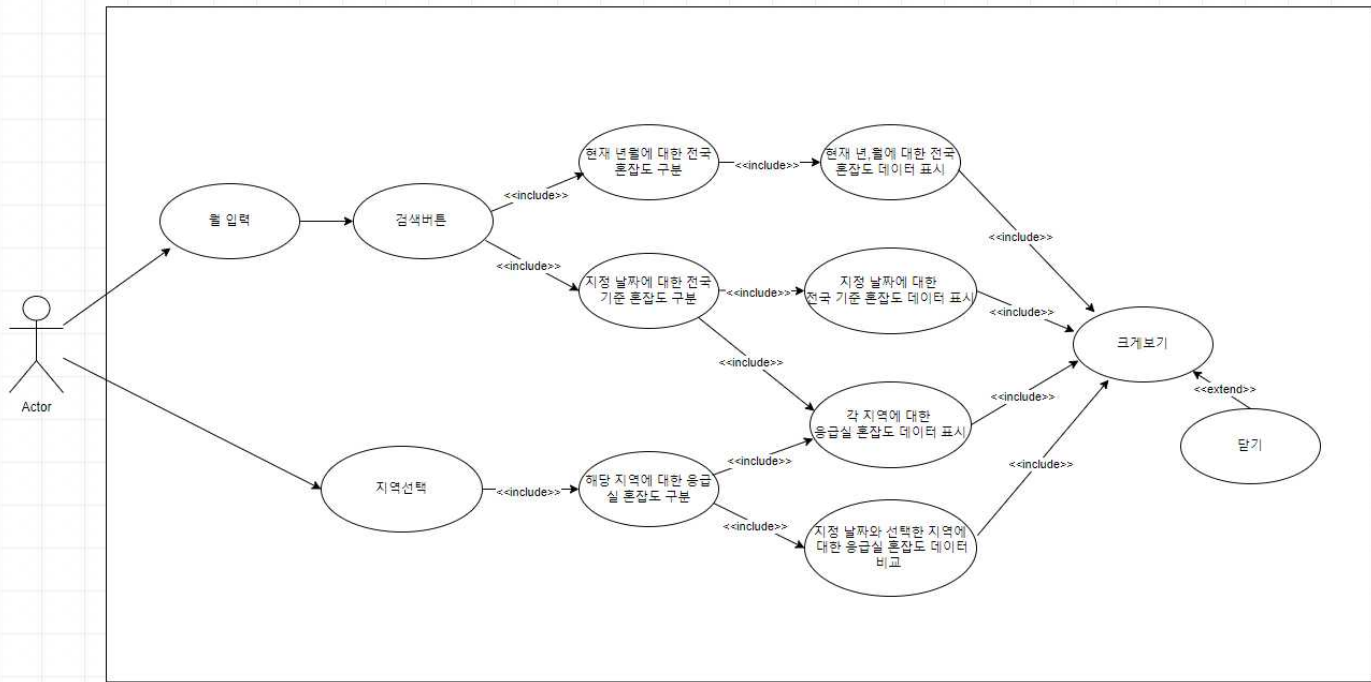 현재 년월에 대한 전국
혼잡도 구분
<<include>>
현재 년,월에 대한 전국
혼잡도 데이터 표시
<<include>>
월 입력
검색버튼
<<include>>
<<include>>
지정 날짜에 대한 전국
기준 혼잡도 구분
<<include>>
지정 날짜에 대한
전국 기준 혼잡도 데이터 표시
<<include>>
<<include>>
크게보기
<<extend>>
닫기
Actor
각 지역에 대한
응급실 혼잡도 데이터 표시
<<include>>
지역선택
<<include>>
해당 지역에 대한 응급
실 혼잡도 구분
<<include>>
<<include>>
지정 날짜와 선택한 지역에
대한 응급실 혼잡도 데이터
비교
<<include>>